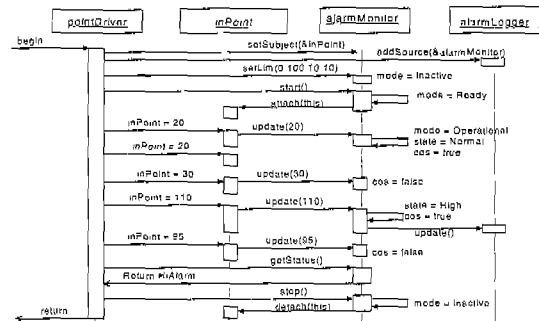 pointDriver
inPoint
alarmMonitor
alarmLogger
begin
setSubject(&inPoint)
addSource(&alarmMonitor)
setLim(0 100 10 10)
mode = Inactive
start()
mode = Ready
attach(this)
inPoint = 20
update(20)
mode = Operational
state = Normal
cos = true
inPoint = 20
inPoint = 30
update(30)
cos = false
inPoint = 110
update(110)
state = High
cos = true
update()
inPoint = 95
update(95)
cos = false
getStatus()
Return HiAlarm
stop()
mode = Inactive
return
detach(this)